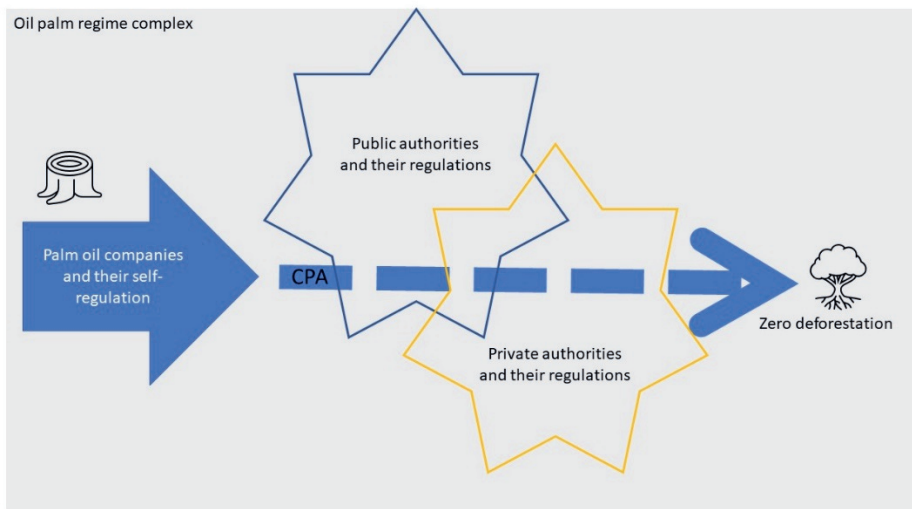 Oil palm regime complex
Public authorities
and their regulations
Palm oil companies
and their self-
regulation
CPA
Zero deforestation
Private authorities
and their regulations